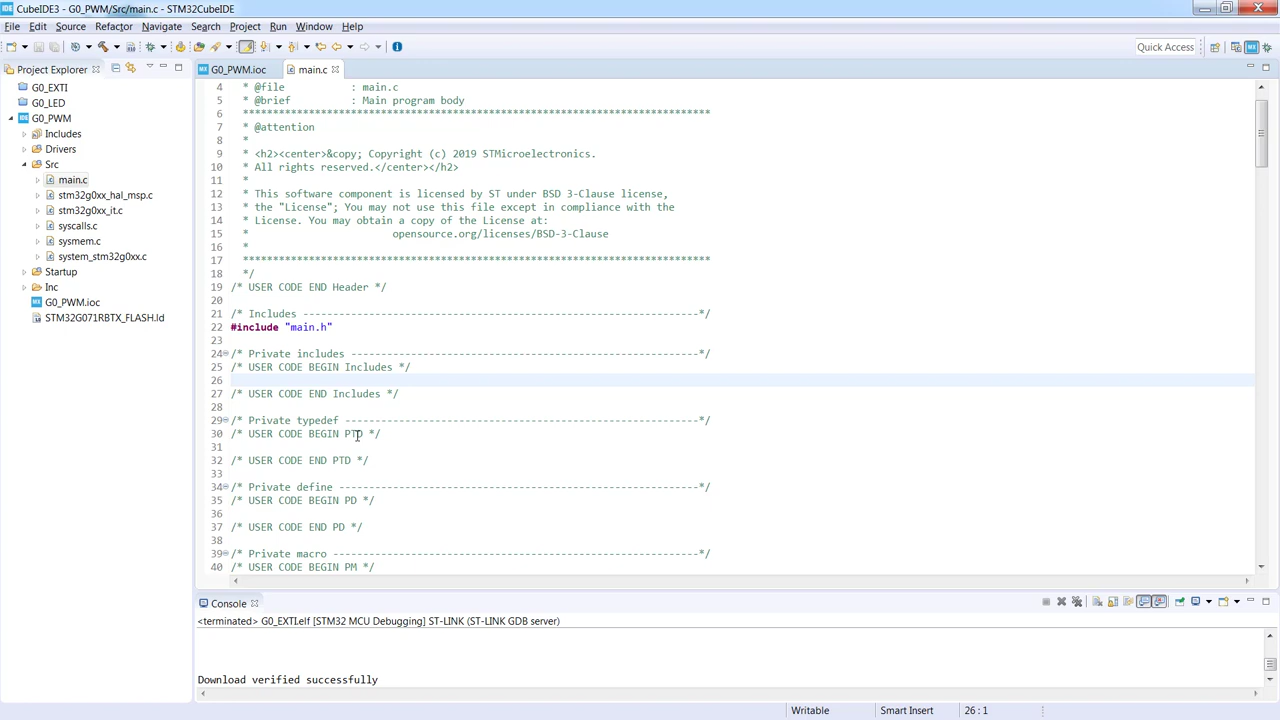 CubeIDE3 - G0_PWM/Src/main.c - STM32CubeIDE
File Edit Source Refactor Navigate Search Project Run Window Help
Quick Access
Project Explorer
G0_EXTI
G0_LED
G0_PWM
Includes
Drivers
Src
main.c
stm32g0xx_hal_msp.c
stm32g0xx_it.c
syscalls.c
sysmem.c
system_stm32g0xx.c
Startup
Inc
G0_PWM.ioc
STM32G071RBTX_FLASH.ld
G0_PWM.ioc main.c
4 * @file : main.c
5 * @brief : Main program body
6 ******************************************************************************
7 * @attention
8 *
9 * <h2><center>&copy; Copyright (c) 2019 STMicroelectronics.
10 * All rights reserved.</center></h2>
11 *
12 * This software component is licensed by ST under BSD 3-Clause license,
13 * the "License"; You may not use this file except in compliance with the
14 * License. You may obtain a copy of the License at:
15 * opensource.org/licenses/BSD-3-Clause
16 *
17 ******************************************************************************
18 */
19 /* USER CODE END Header */
20
21 /* Includes ------------------------------------------------------------------*/
22 #include "main.h"
23
24 /* Private includes ----------------------------------------------------------*/
25 /* USER CODE BEGIN Includes */
26
27 /* USER CODE END Includes */
28
29 /* Private typedef -----------------------------------------------------------*/
30 /* USER CODE BEGIN PTD */
31
32 /* USER CODE END PTD */
33
34 /* Private define ------------------------------------------------------------*/
35 /* USER CODE BEGIN PD */
36
37 /* USER CODE END PD */
38
39 /* Private macro -------------------------------------------------------------*/
40 /* USER CODE BEGIN PM */
Console
<terminated> G0_EXTI.elf [STM32 MCU Debugging] ST-LINK (ST-LINK GDB server)
Download verified successfully
Writable Smart Insert 26 : 1